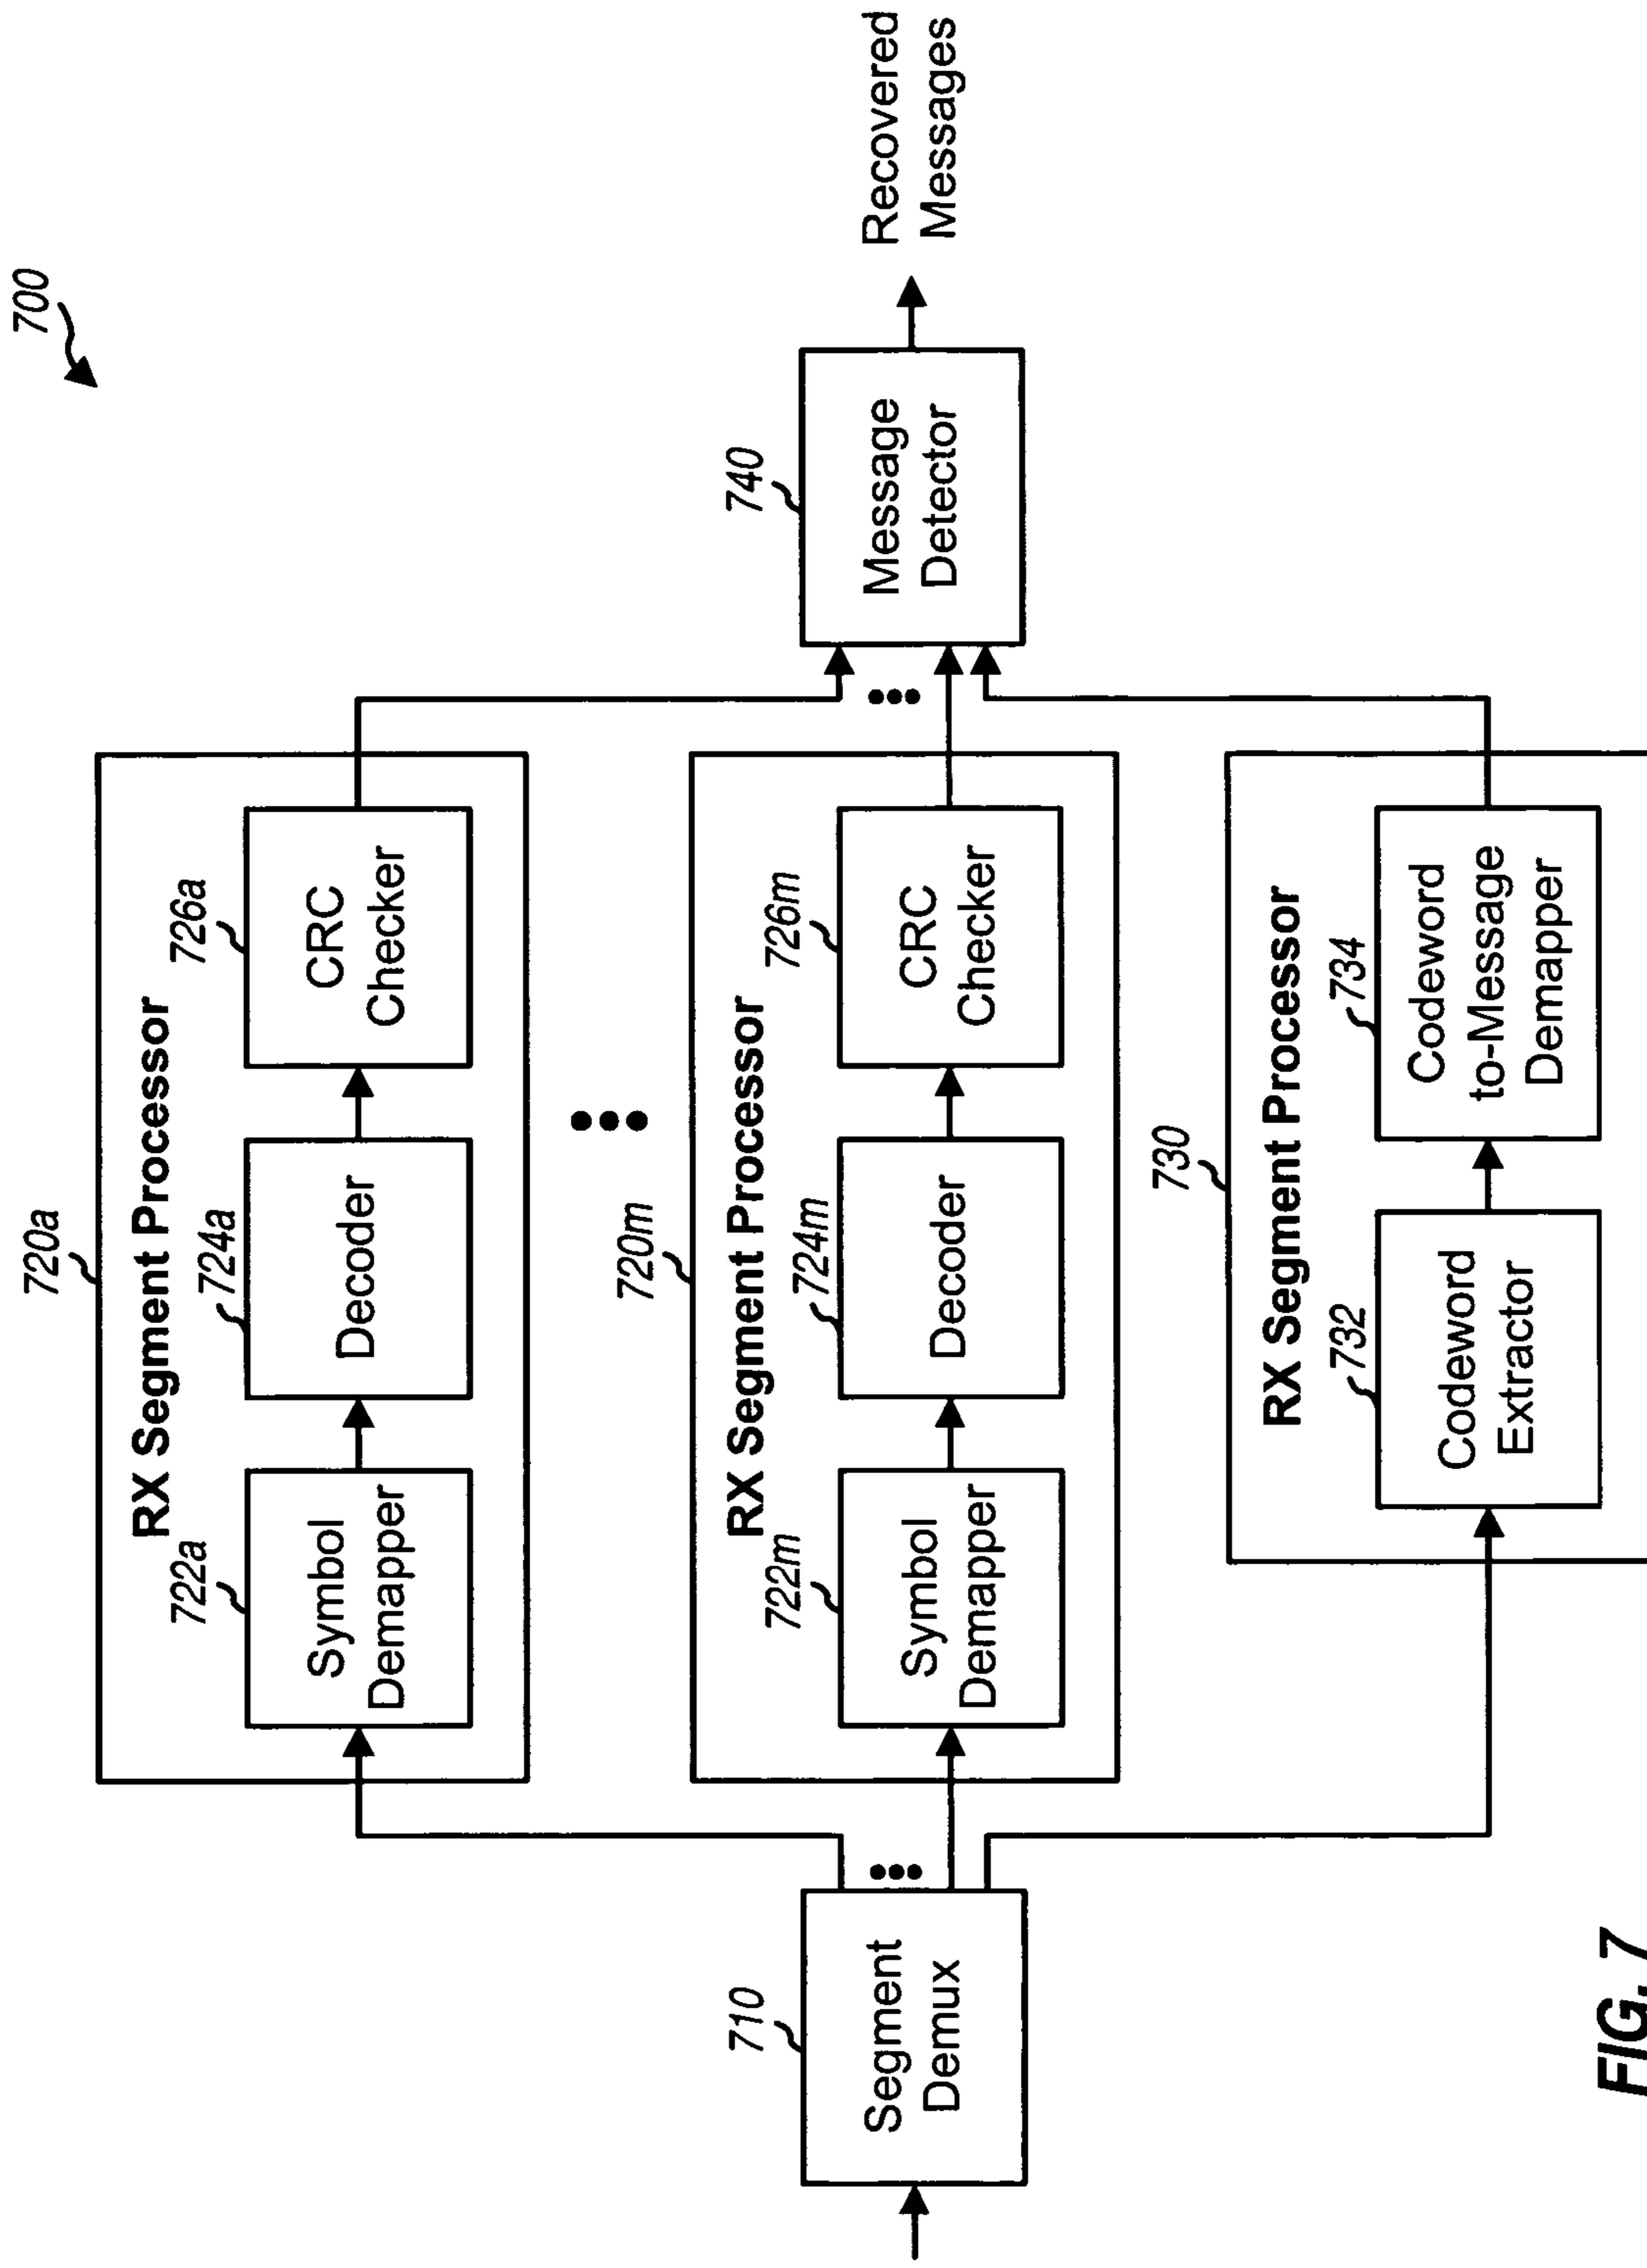 700
720a
RX Segment Processor
722a
Symbol
Demapper
724a
Decoder
726a
CRC
Checker
720m
RX Segment Processor
722m
Symbol
Demapper
724m
Decoder
726m
CRC
Checker
710
Segment
Demux
740
Message
Detector
Recovered
Messages
730
RX Segment Processor
732
Codeword
Extractor
734
Codeword
to-Message
Demapper
FIG. 7